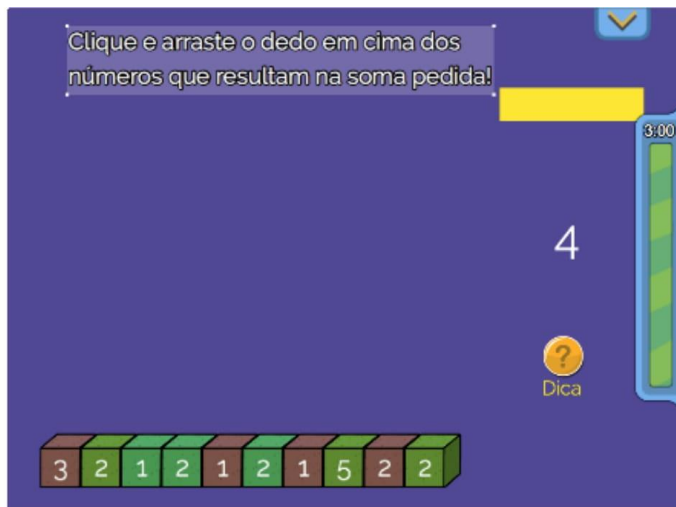 Clique e arraste o dedo em cima dos
números que resultam na soma pedida!
3:00
4
?
Dica
3 2 1 2 1 2 1 5 2 2